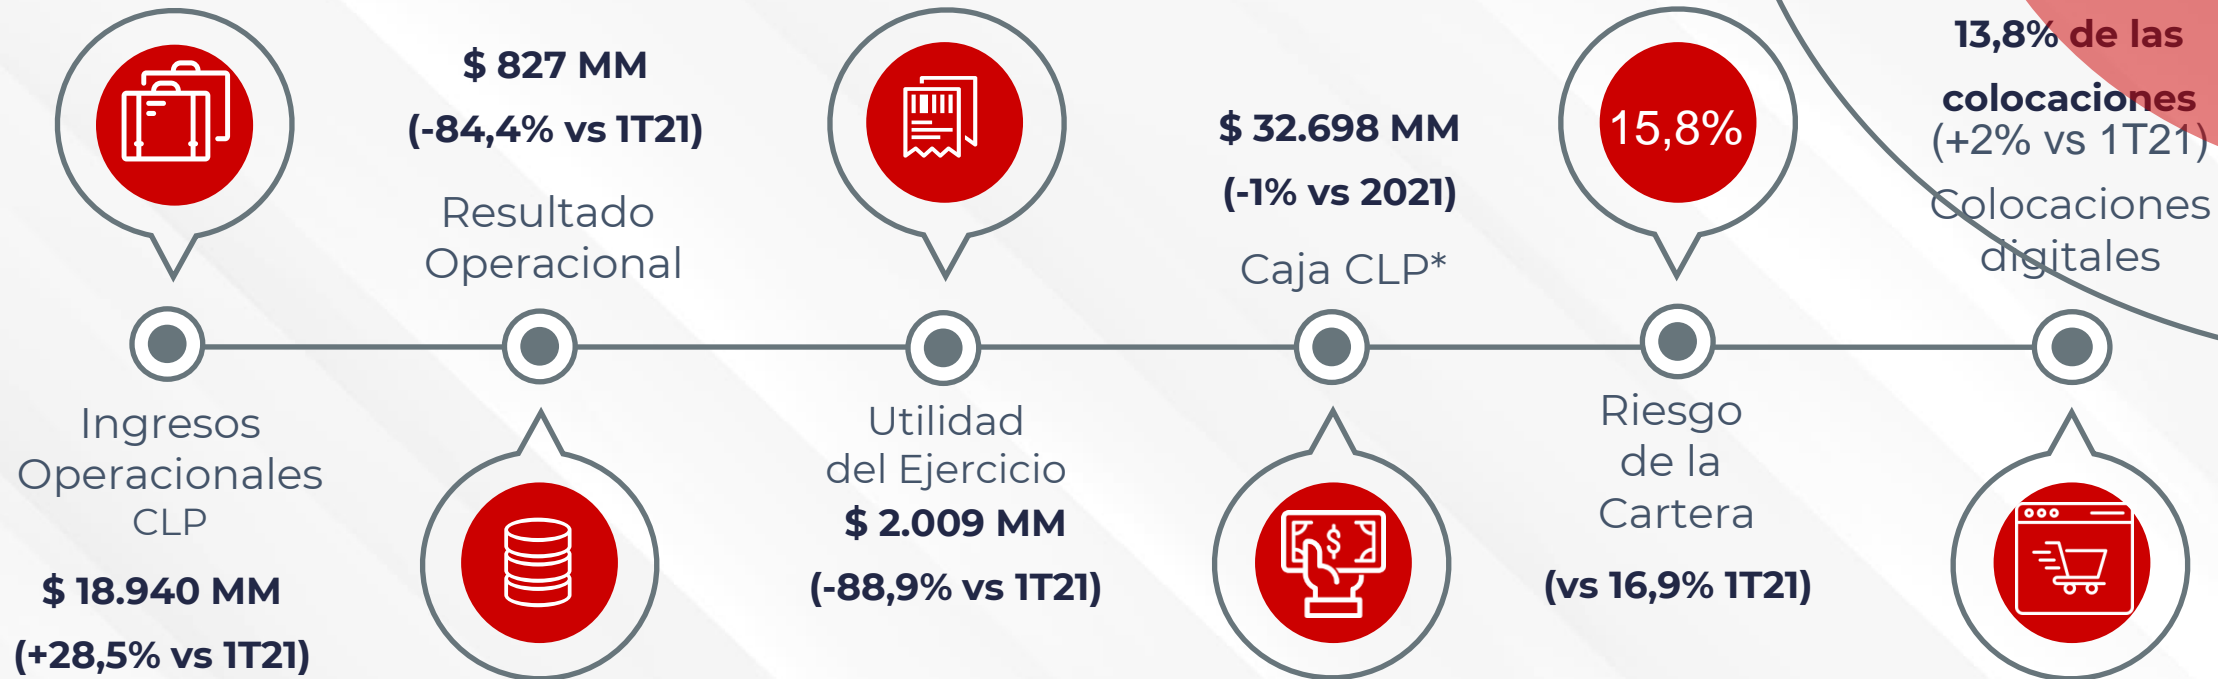 Ingresos
Operacionales
CLP
$ 18.940 MM
(+28,5% vs 1T21)
$ 827 MM
(-84,4% vs 1T21)
Resultado
Operacional
Utilidad
del Ejercicio
$ 2.009 MM
(-88,9% vs 1T21)
$ 32.698 MM
(-1% vs 2021)
Caja CLP*
$
15,8%
Riesgo
de la
Cartera
(vs 16,9% 1T21)
13,8% de las
colocaciones
(+2% vs 1T21)
Colocaciones
digitales